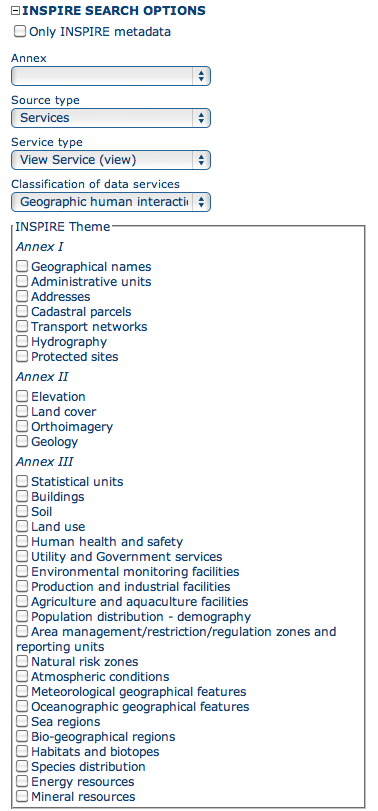 INSPIRE SEARCH OPTIONS
Only INSPIRE metadata
Annex
Source type
Services
Service type
View Service (view)
Classification of data services
Geographic human interacti
INSPIRE Theme
Annex I
Geographical names
Administrative units
Addresses
Cadastral parcels
Transport networks
Hydrography
Protected sites
Annex II
Elevation
Land cover
Orthoimagery
Geology
Annex III
Statistical units
Buildings
Soil
Land use
Human health and safety
Utility and Government services
Environmental monitoring facilities
Production and industrial facilities
Agriculture and aquaculture facilities
Population distribution - demography
Area management/restriction/regulation zones and
reporting units
Natural risk zones
Atmospheric conditions
Meteorological geographical features
Oceanographic geographical features
Sea regions
Bio-geographical regions
Habitats and biotopes
Species distribution
Energy resources
Mineral resources